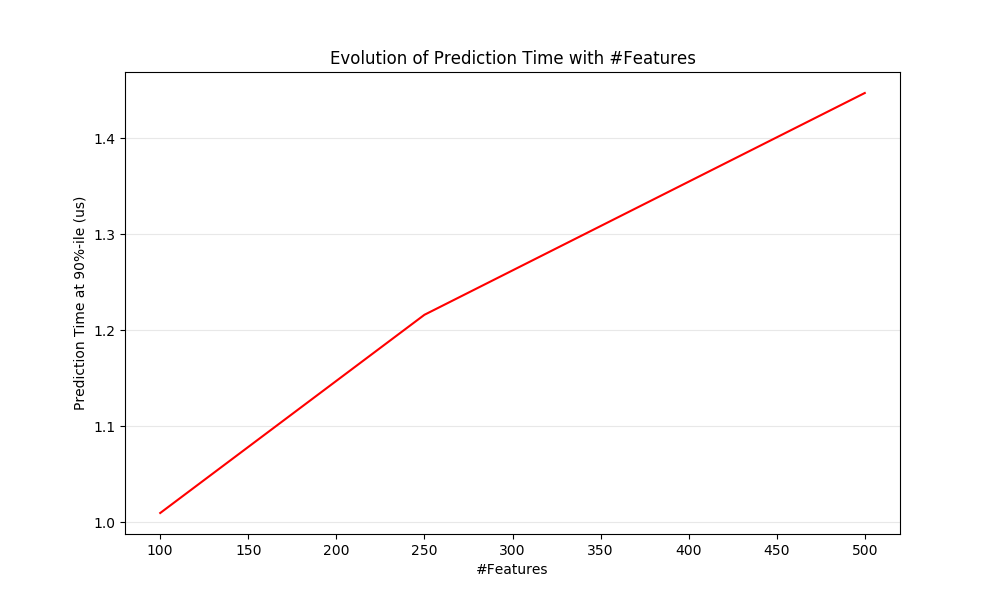 Evolution of Prediction Time with #Features
Prediction Time at 90%-ile (us)
1.4
1.3
1.2
1.1
1.0
100 150 200 250 300 350 400 450 500
#Features